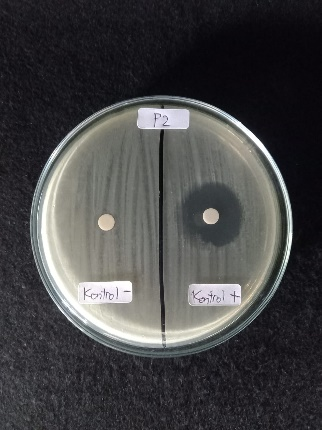 P2
Kontrol -
Kontrol +